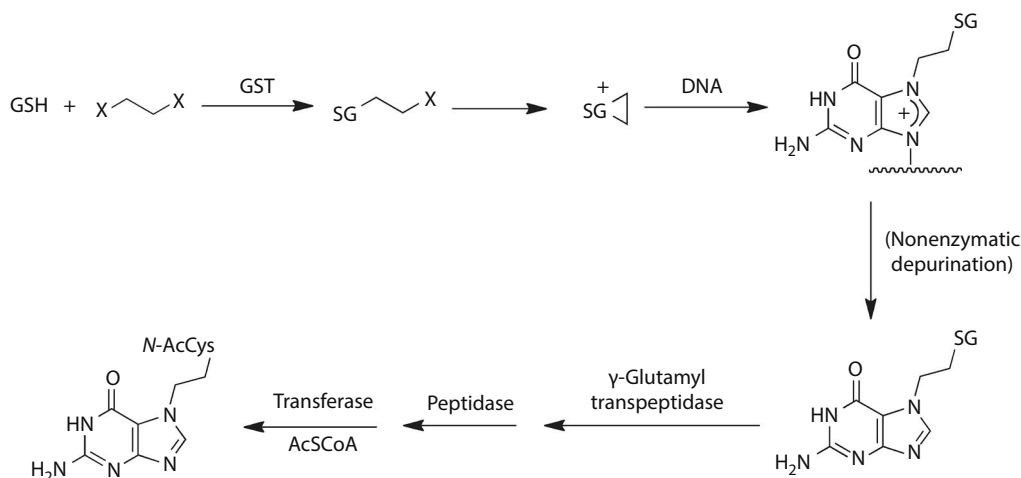 GSH + X X GST SG X + SG DNA O HN H2N N N N + SG
(Nonenzymatic
depurination)
O HN H2N N N N SG
γ-Glutamyl
transpeptidase
Peptidase
Transferase
AcSCoA
N-AcCys
O HN H2N N N N